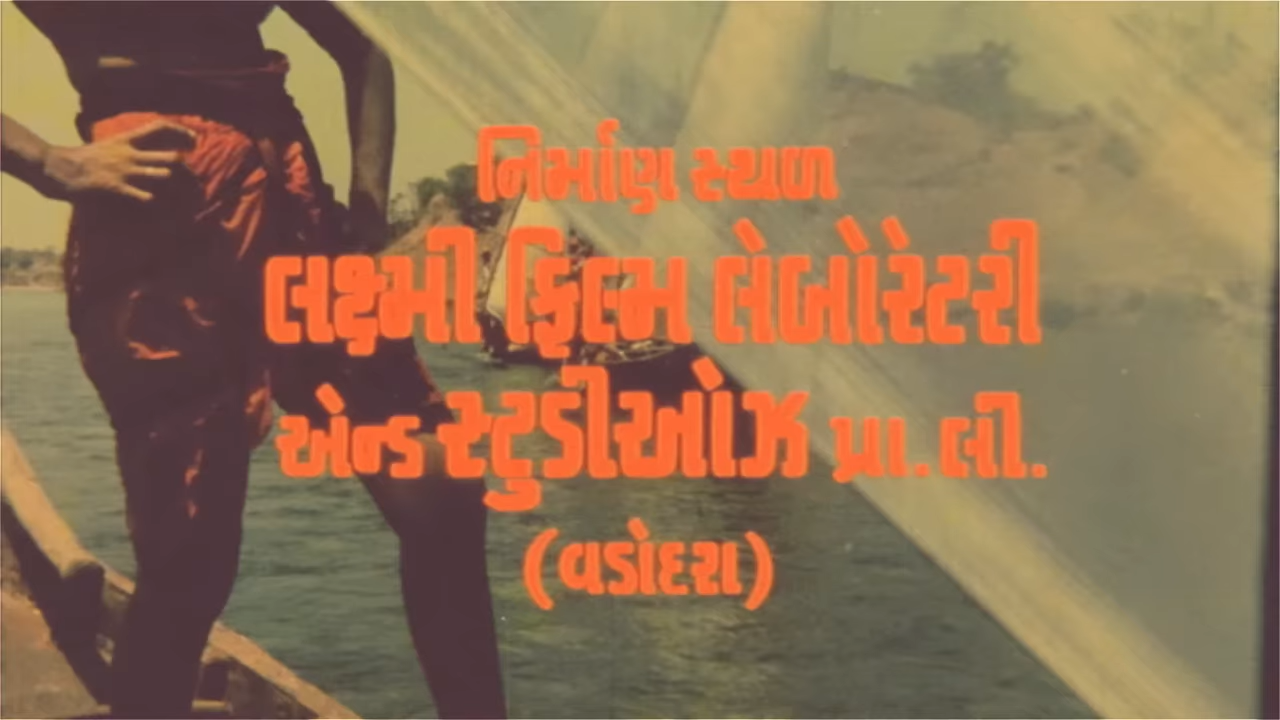 નિર્માણ સ્થળ
લક્ષ્મી ફિલ્મ લેબોરેટરી
એન્ડ સ્ટુડીઓઝ પ્રા. લી.
(વડોદરા)